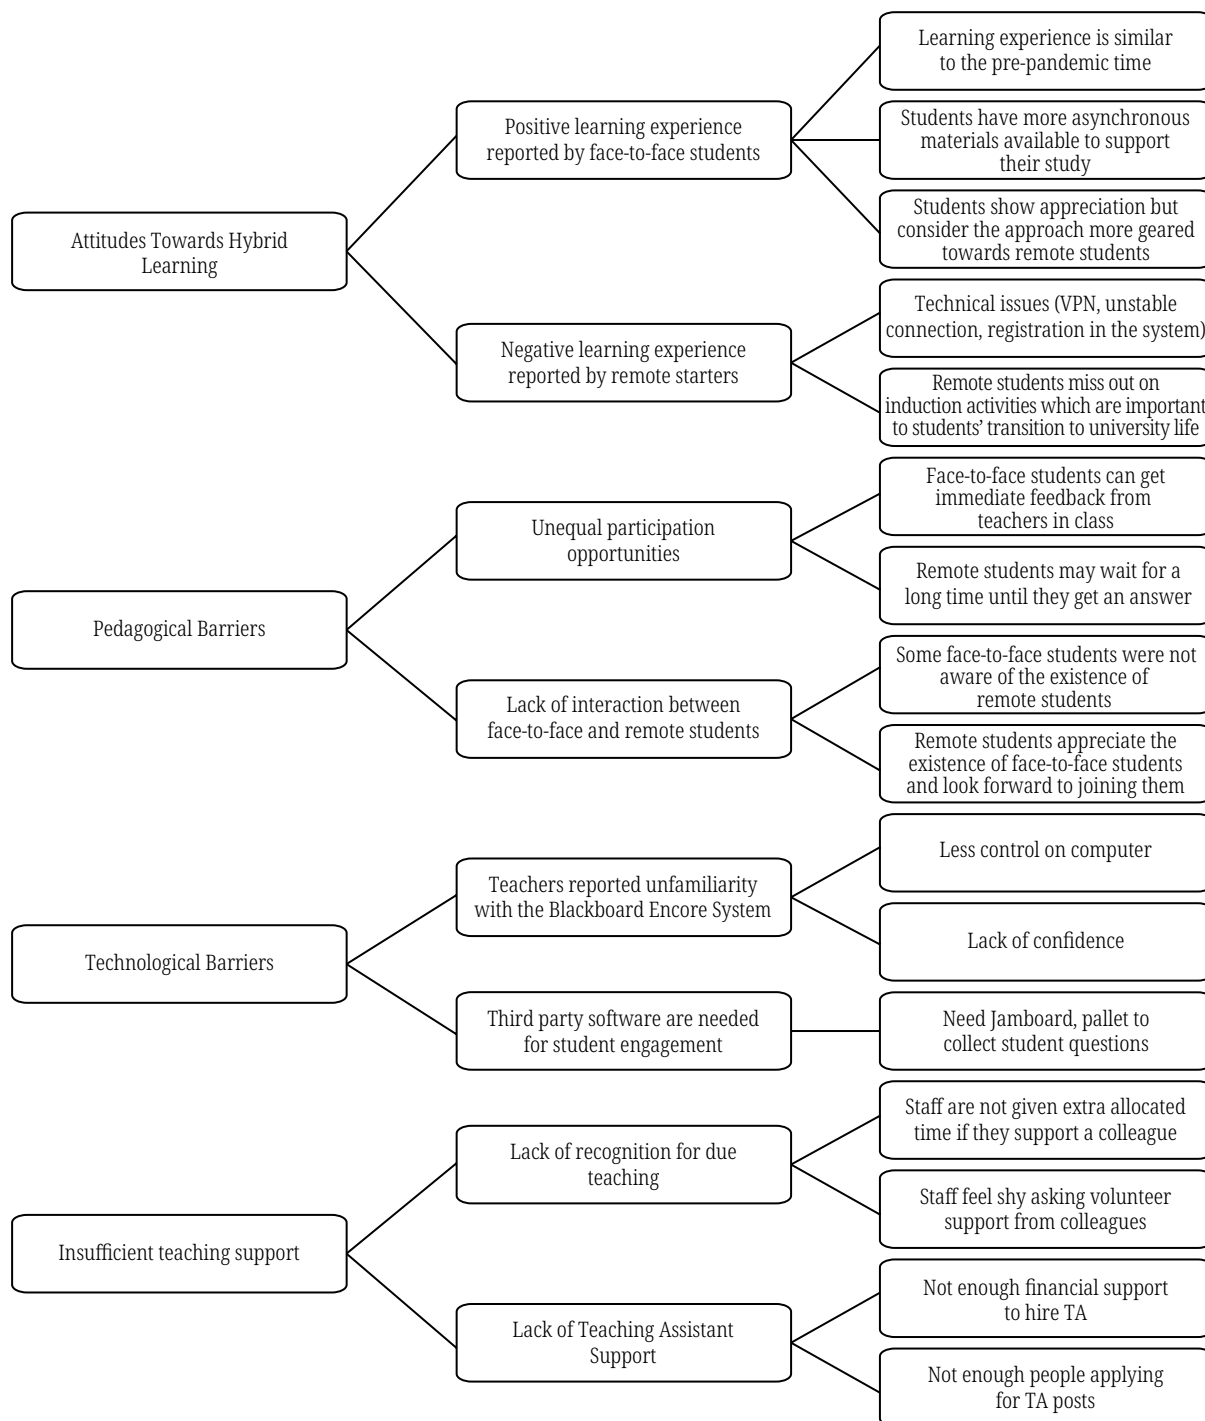 Attitudes Towards Hybrid
Learning
Positive learning experience
reported by face-to-face students
Learning experience is similar
to the pre-pandemic time
Students have more asynchronous
materials available to support
their study
Students show appreciation but
consider the approach more geared
towards remote students
Negative learning experience
reported by remote starters
Technical issues (VPN, unstable
connection, registration in the system)
Remote students miss out on
induction activities which are important
to students’ transition to university life
Pedagogical Barriers
Unequal participation
opportunities
Face-to-face students can get
immediate feedback from
teachers in class
Remote students may wait for a
long time until they get an answer
Lack of interaction between
face-to-face and remote students
Some face-to-face students were not
aware of the existence of
remote students
Remote students appreciate the
existence of face-to-face students
and look forward to joining them
Technological Barriers
Teachers reported unfamiliarity
with the Blackboard Encore System
Less control on computer
Lack of confidence
Third party software are needed
for student engagement
Need Jamboard, pallet to
collect student questions
Insufficient teaching support
Lack of recognition for due
teaching
Staff are not given extra allocated
time if they support a colleague
Staff feel shy asking volunteer
support from colleagues
Lack of Teaching Assistant
Support
Not enough financial support
to hire TA
Not enough people applying
for TA posts